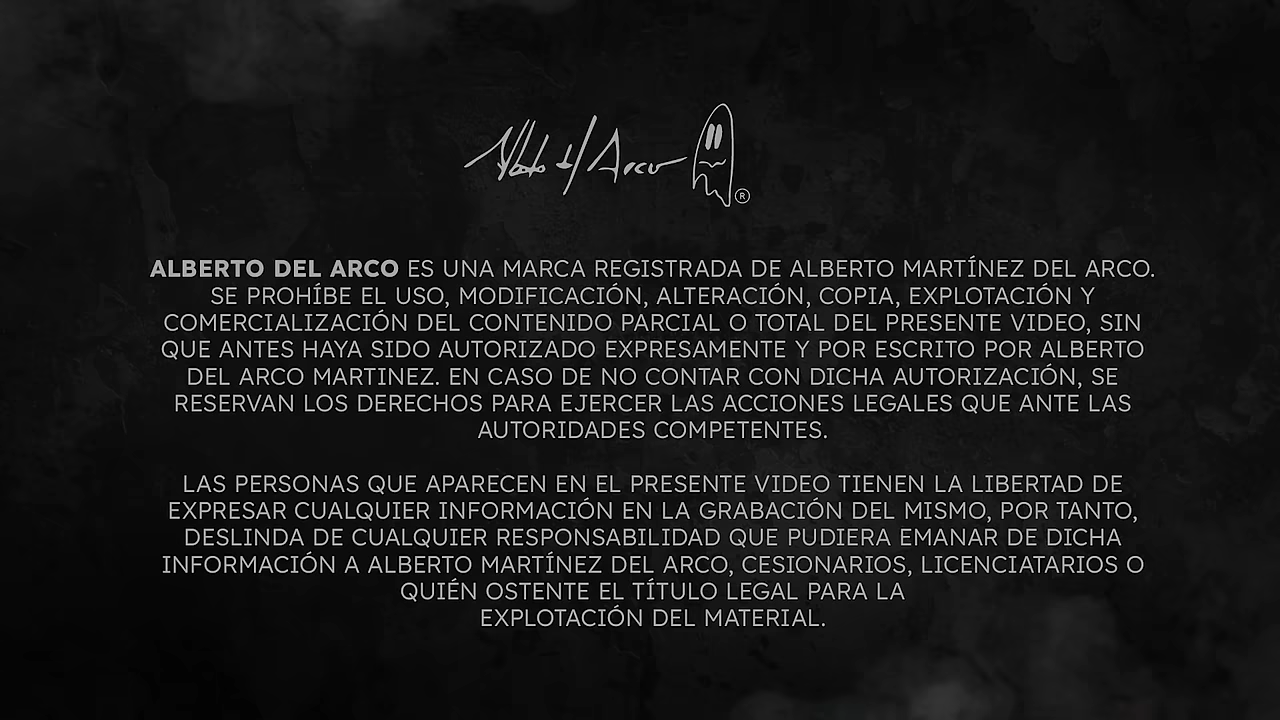 Alberto del Arco ®
ALBERTO DEL ARCO ES UNA MARCA REGISTRADA DE ALBERTO MARTÍNEZ DEL ARCO.
SE PROHÍBE EL USO, MODIFICACIÓN, ALTERACIÓN, COPIA, EXPLOTACIÓN Y
COMERCIALIZACIÓN DEL CONTENIDO PARCIAL O TOTAL DEL PRESENTE VIDEO, SIN
QUE ANTES HAYA SIDO AUTORIZADO EXPRESAMENTE Y POR ESCRITO POR ALBERTO
DEL ARCO MARTINEZ. EN CASO DE NO CONTAR CON DICHA AUTORIZACIÓN, SE
RESERVAN LOS DERECHOS PARA EJERCER LAS ACCIONES LEGALES QUE ANTE LAS
AUTORIDADES COMPETENTES.
LAS PERSONAS QUE APARECEN EN EL PRESENTE VIDEO TIENEN LA LIBERTAD DE
EXPRESAR CUALQUIER INFORMACIÓN EN LA GRABACIÓN DEL MISMO, POR TANTO,
DESLINDA DE CUALQUIER RESPONSABILIDAD QUE PUDIERA EMANAR DE DICHA
INFORMACIÓN A ALBERTO MARTÍNEZ DEL ARCO, CESIONARIOS, LICENCIATARIOS O
QUIÉN OSTENTE EL TÍTULO LEGAL PARA LA
EXPLOTACIÓN DEL MATERIAL.